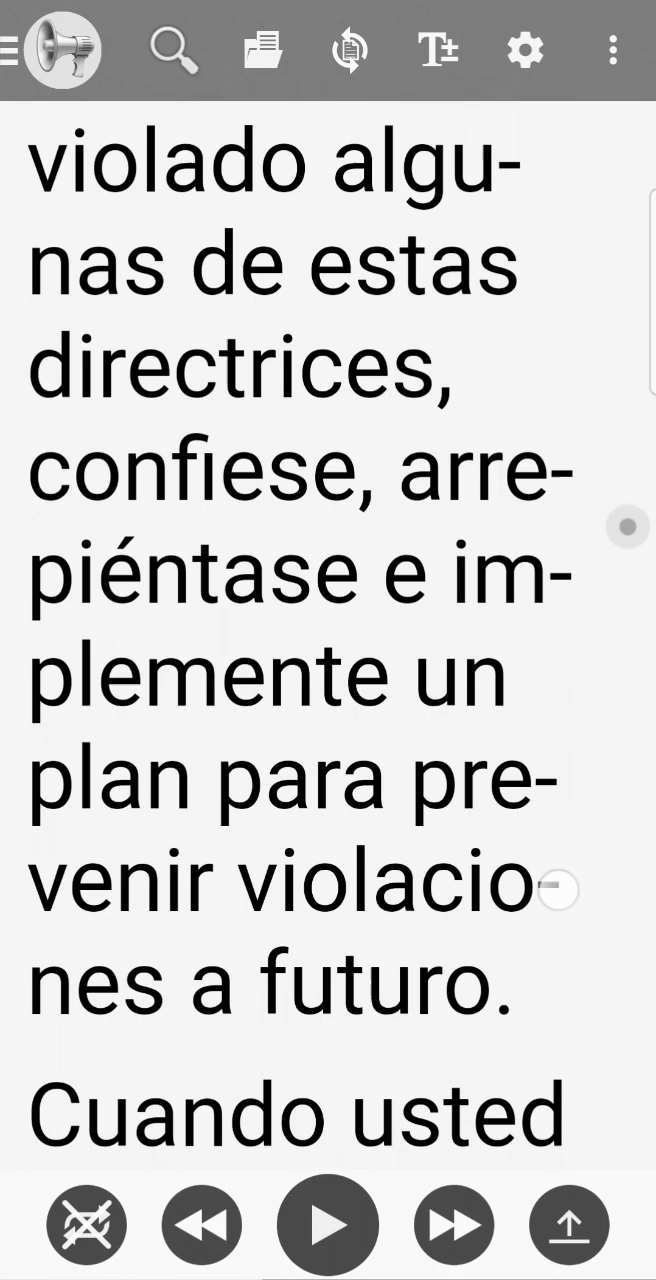 violado algu-
nas de estas
directrices,
confiese, arre-
piéntase e im-
plemente un
plan para pre-
venir violacio-
nes a futuro.
Cuando usted